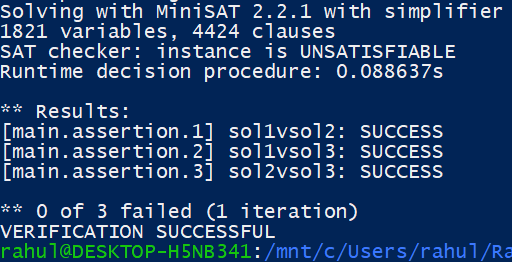 Solving with MiniSAT 2.2.1 with simplifier
1821 variables, 4424 clauses
SAT checker: instance is UNSATISFIABLE
Runtime decision procedure: 0.088637s
** Results:
[main.assertion.1] sol1vsol2: SUCCESS
[main.assertion.2] sol1vsol3: SUCCESS
[main.assertion.3] sol2vsol3: SUCCESS
** 0 of 3 failed (1 iteration)
VERIFICATION SUCCESSFUL
rahul@DESKTOP-H5NB341:/mnt/c/Users/rahul/Ra